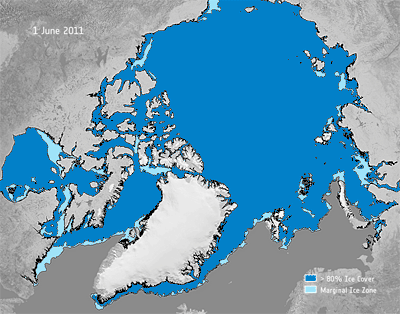 1 June 2011
> 80% Ice Cover
Marginal Ice Zone